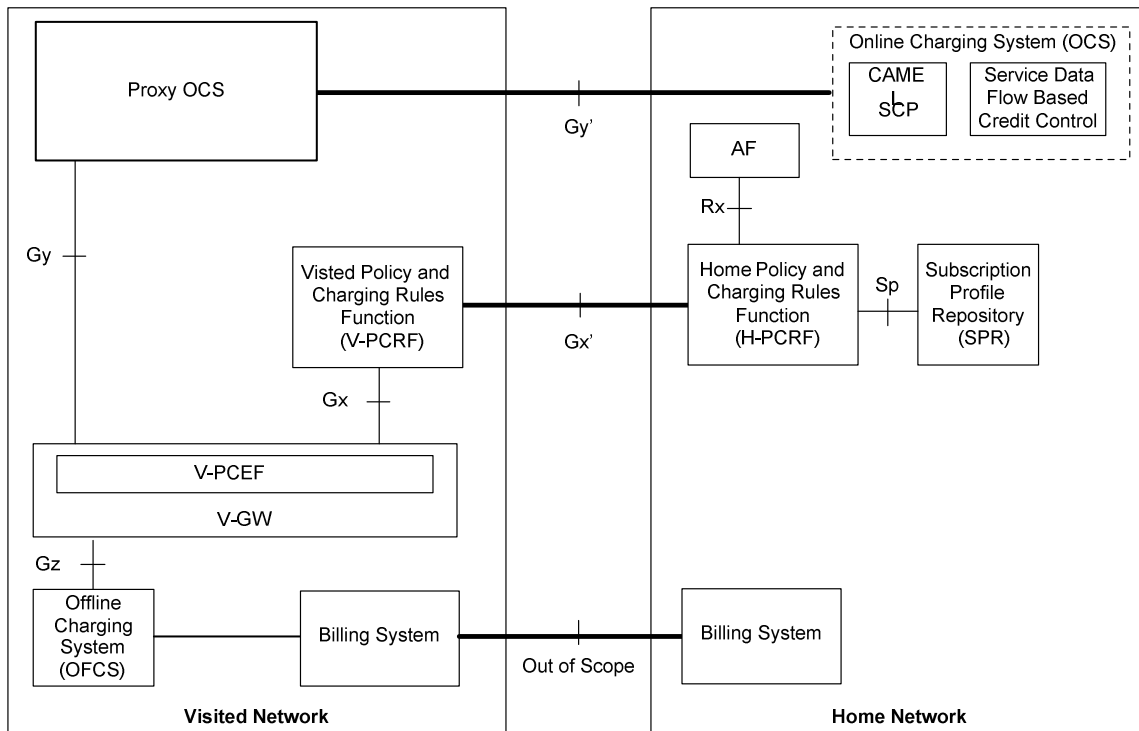 Proxy OCS
Gy’
Online Charging System (OCS)
CAME
L
SCP
Service Data
Flow Based
Credit Control
AF
Rx
Gy
Visted Policy and
Charging Rules
Function
(V-PCRF)
Gx’
Home Policy and
Charging Rules
Function
(H-PCRF)
Sp
Subscription
Profile
Repository
(SPR)
Gx
V-PCEF
V-GW
Gz
Offline
Charging
System
(OFCS)
Billing System
Out of Scope
Billing System
Visited Network
Home Network